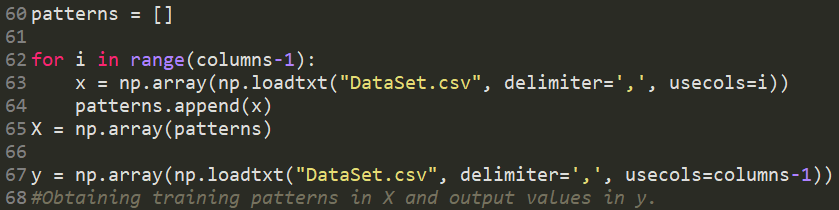 60 patterns = []
61
62 for i in range(columns-1):
63     x = np.array(np.loadtxt("DataSet.csv", delimiter=',', usecols=i))
64     patterns.append(x)
65 X = np.array(patterns)
66
67 y = np.array(np.loadtxt("DataSet.csv", delimiter=',', usecols=columns-1))
68 #Obtaining training patterns in X and output values in y.